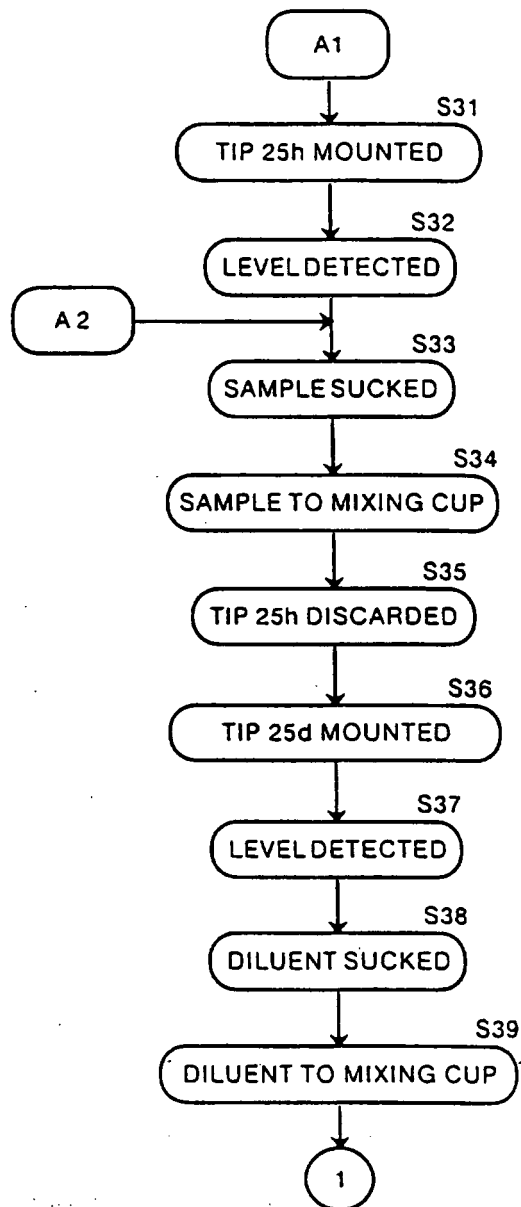 A1
S31
TIP 25h MOUNTED
S32
LEVEL DETECTED
A 2
S33
SAMPLE SUCKED
S34
SAMPLE TO MIXING CUP
S35
TIP 25h DISCARDED
S36
TIP 25d MOUNTED
S37
LEVEL DETECTED
S38
DILUENT SUCKED
S39
DILUENT TO MIXING CUP
1